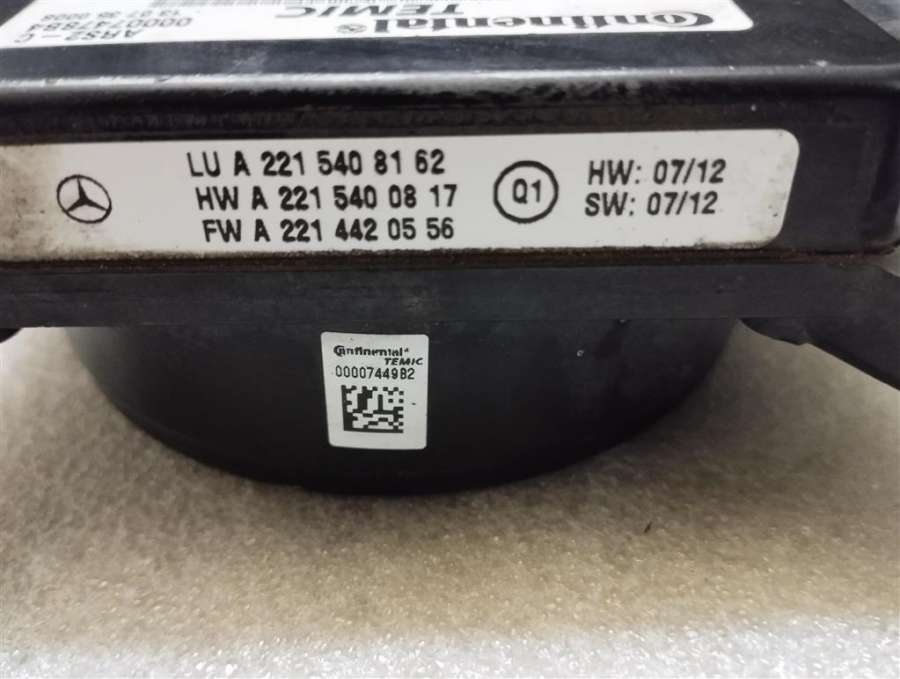 Continental®
TEMIC
ARS2
LU A 221 540 81 62
HW A 221 540 08 17
FW A 221 442 05 56
Q1
HW: 07/12
SW: 07/12
Continental®
TEMIC
0000744982